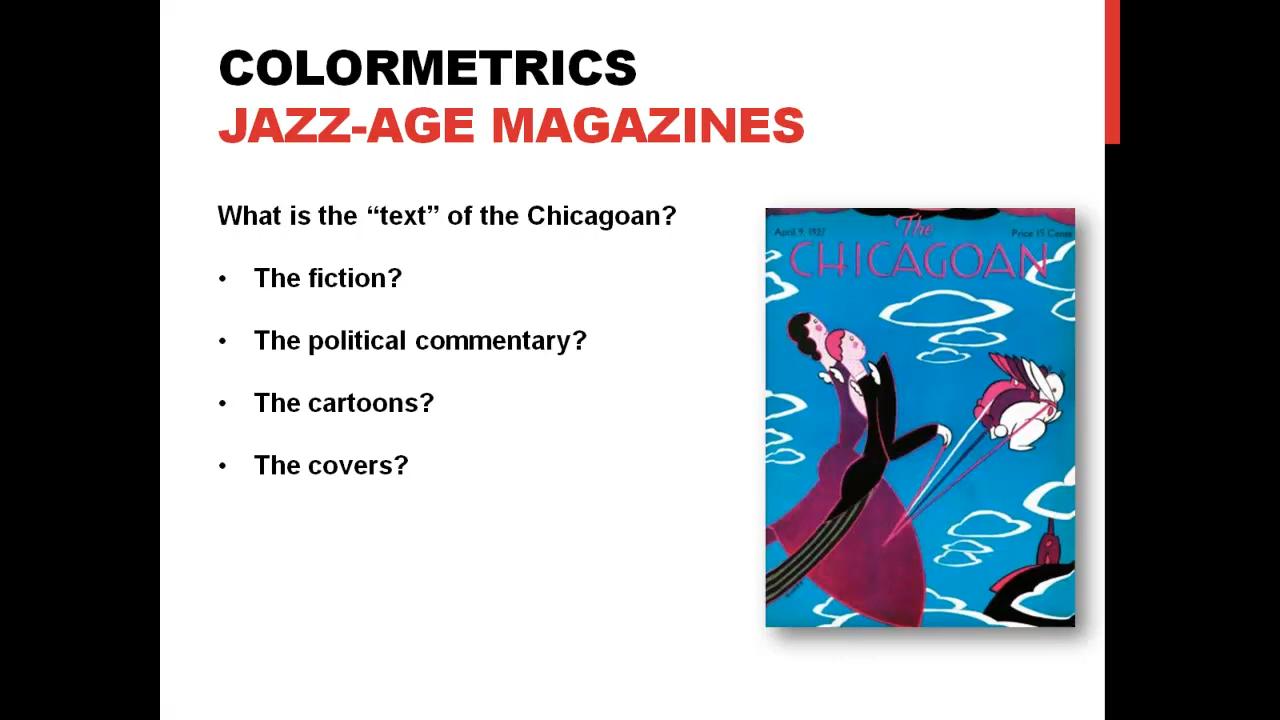 COLORMETRICS
JAZZ-AGE MAGAZINES
What is the “text” of the Chicagoan?
• The fiction?
• The political commentary?
• The cartoons?
• The covers?
The
April 9, 1927
Price 15 Cents
CHICAGOAN